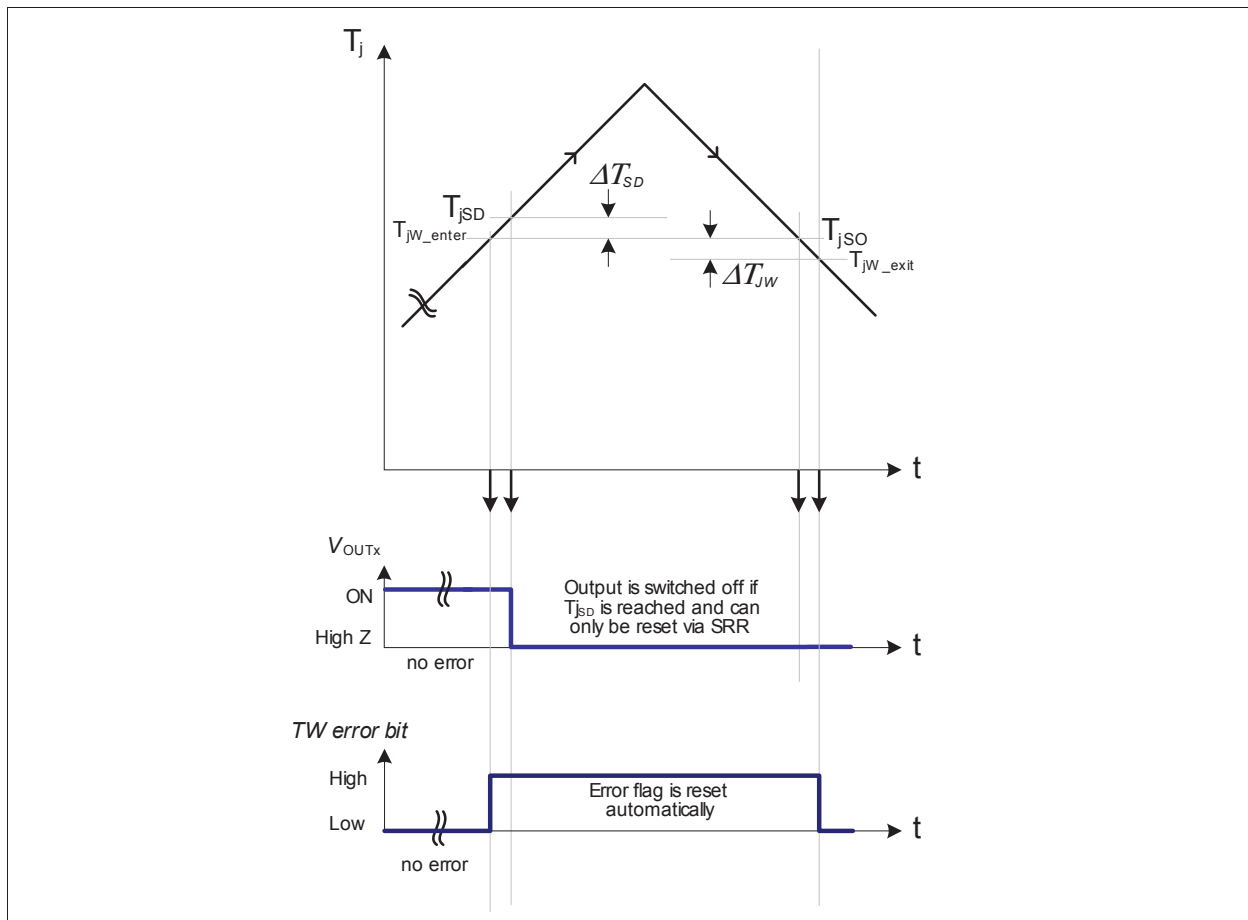 Tj
ΔTSD
TjSD
TjW_enter
TjSO
TjW_exit
ΔTJW
t
VOUTx
ON
Output is switched off if
TjSD is reached and can
only be reset via SRR
High Z
t
no error
TW error bit
High
Error flag is reset
automatically
Low
t
no error